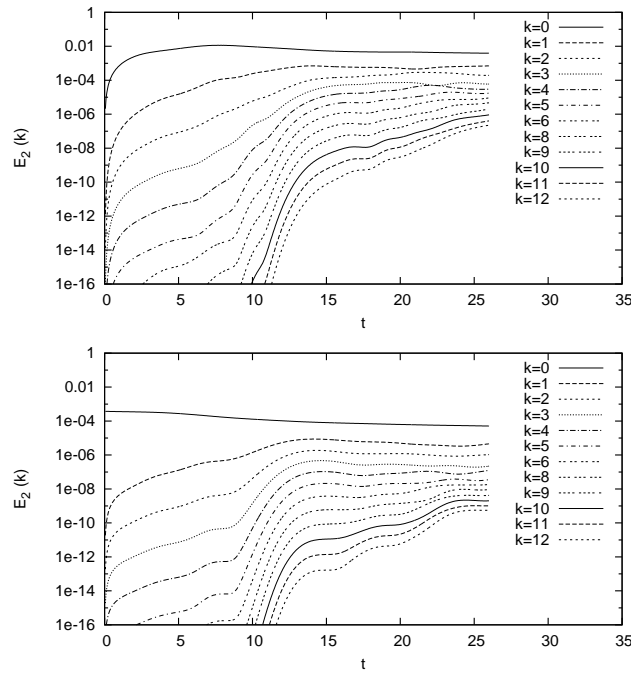 1
0.01
1e-04
1e-06
1e-08
1e-10
1e-12
1e-14
1e-16
E2 (k)
0 5 10 15 20 25 30 35
t
k=0
k=1
k=2
k=3
k=4
k=5
k=6
k=8
k=9
k=10
k=11
k=12
1
0.01
1e-04
1e-06
1e-08
1e-10
1e-12
1e-14
1e-16
E2 (k)
0 5 10 15 20 25 30 35
t
k=0
k=1
k=2
k=3
k=4
k=5
k=6
k=8
k=9
k=10
k=11
k=12